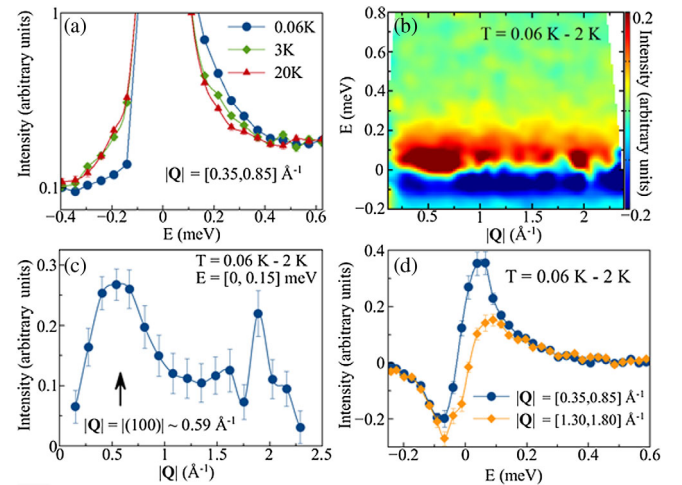 (a)
0.06K
3K
20K
|Q| = [0.35,0.85] Å⁻¹
1
0.1
Intensity (arbitrary units)
-0.4
-0.2
0
0.2
0.4
0.6
E (meV)
(b)
T = 0.06 K - 2 K
0.8
0.6
0.4
0.2
0
-0.2
E (meV)
0.5
1
1.5
2
|Q| (Å⁻¹)
0.2
-0.2
Intensity (arbitrary units)
(c)
T = 0.06 K - 2 K
E = [0, 0.15] meV
|Q| = |(100)| ~ 0.59 Å⁻¹
0.3
0.2
0.1
0
Intensity (arbitrary units)
0
0.5
1
1.5
2
2.5
|Q| (Å⁻¹)
(d)
T = 0.06 K - 2 K
|Q| = [0.35,0.85] Å⁻¹
|Q| = [1.30,1.80] Å⁻¹
0.4
0.2
0
-0.2
Intensity (arbitrary units)
-0.2
0
0.2
0.4
0.6
E (meV)